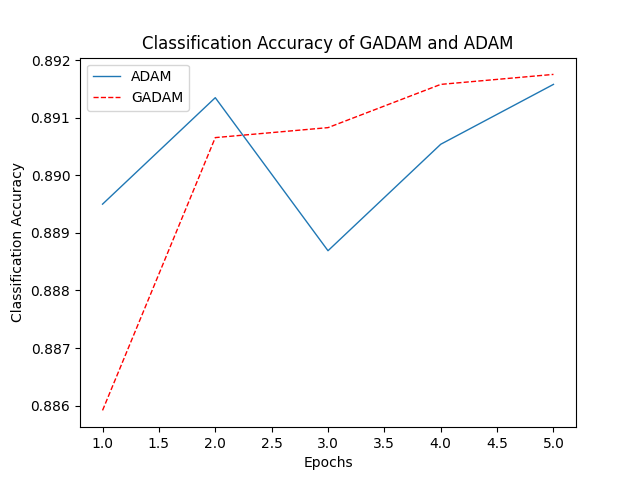 Classification Accuracy of GADAM and ADAM
ADAM
GADAM
Classification Accuracy
0.892
0.891
0.890
0.889
0.888
0.887
0.886
1.0 1.5 2.0 2.5 3.0 3.5 4.0 4.5 5.0
Epochs